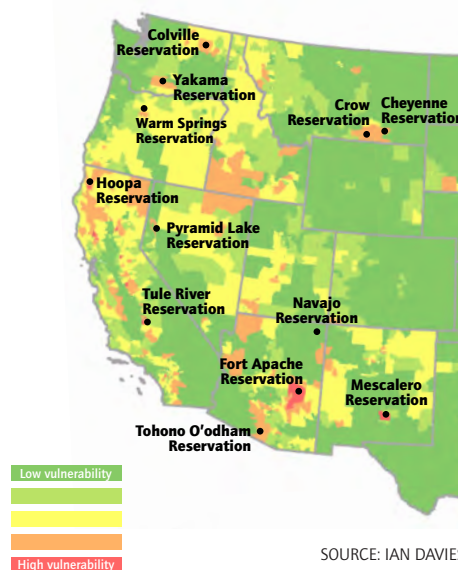 Colville
Reservation
Yakama
Reservation
Warm Springs
Reservation
Crow
Reservation
Cheyenne
Reservation
Hoopa
Reservation
Pyramid Lake
Reservation
Tule River
Reservation
Navajo
Reservation
Fort Apache
Reservation
Mescalero
Reservation
Tohono O'odham
Reservation
Low vulnerability
High vulnerability
SOURCE: IAN DAVIES